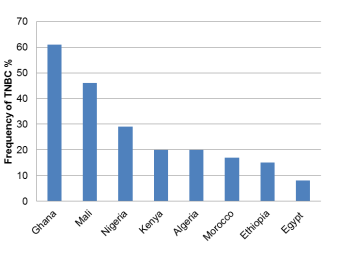 Frequency of TNBC %
70
60
50
40
30
20
10
0
Ghana
Mali
Nigeria
Kenya
Algeria
Morocco
Ethiopia
Egypt